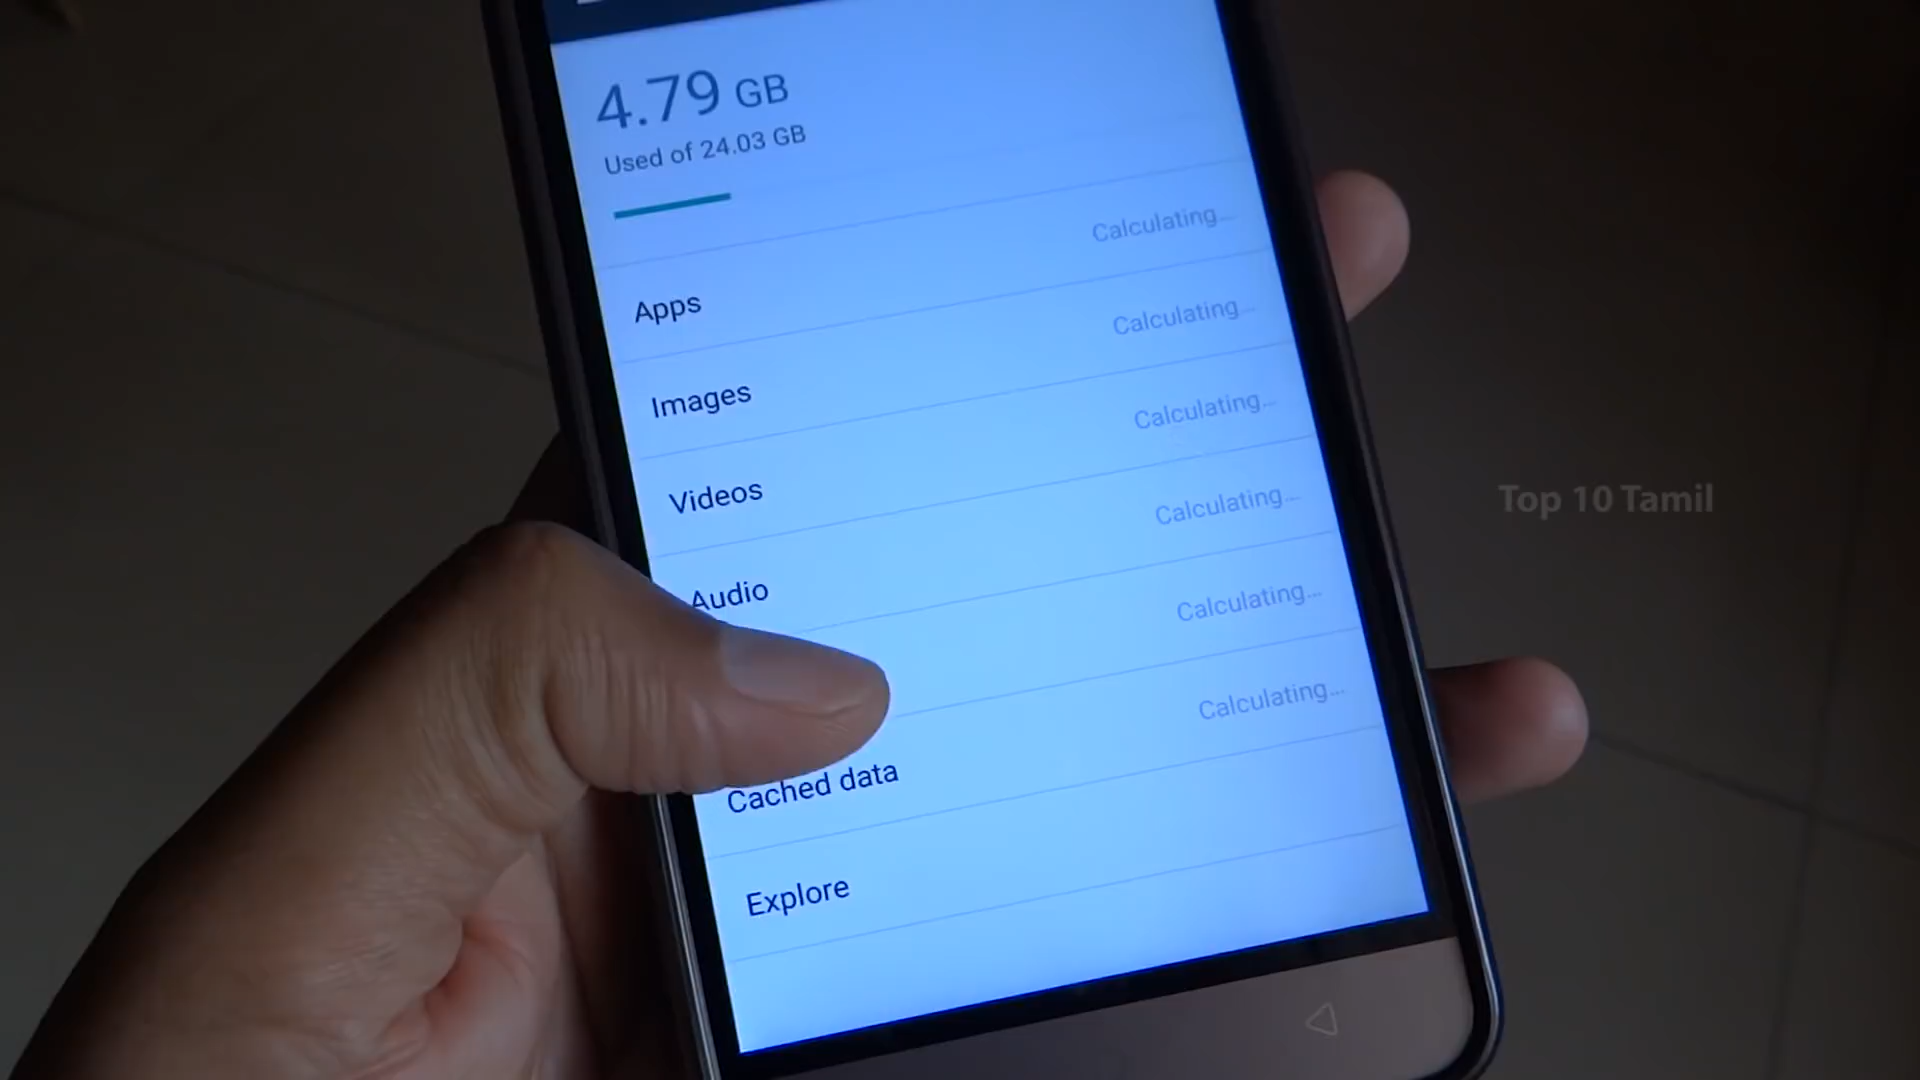 4.79 GB
Used of 24.03 GB
Calculating...
Apps
Calculating...
Images
Calculating...
Videos
Calculating...
Audio
Calculating...
Calculating...
Cached data
Explore
Top 10 Tamil